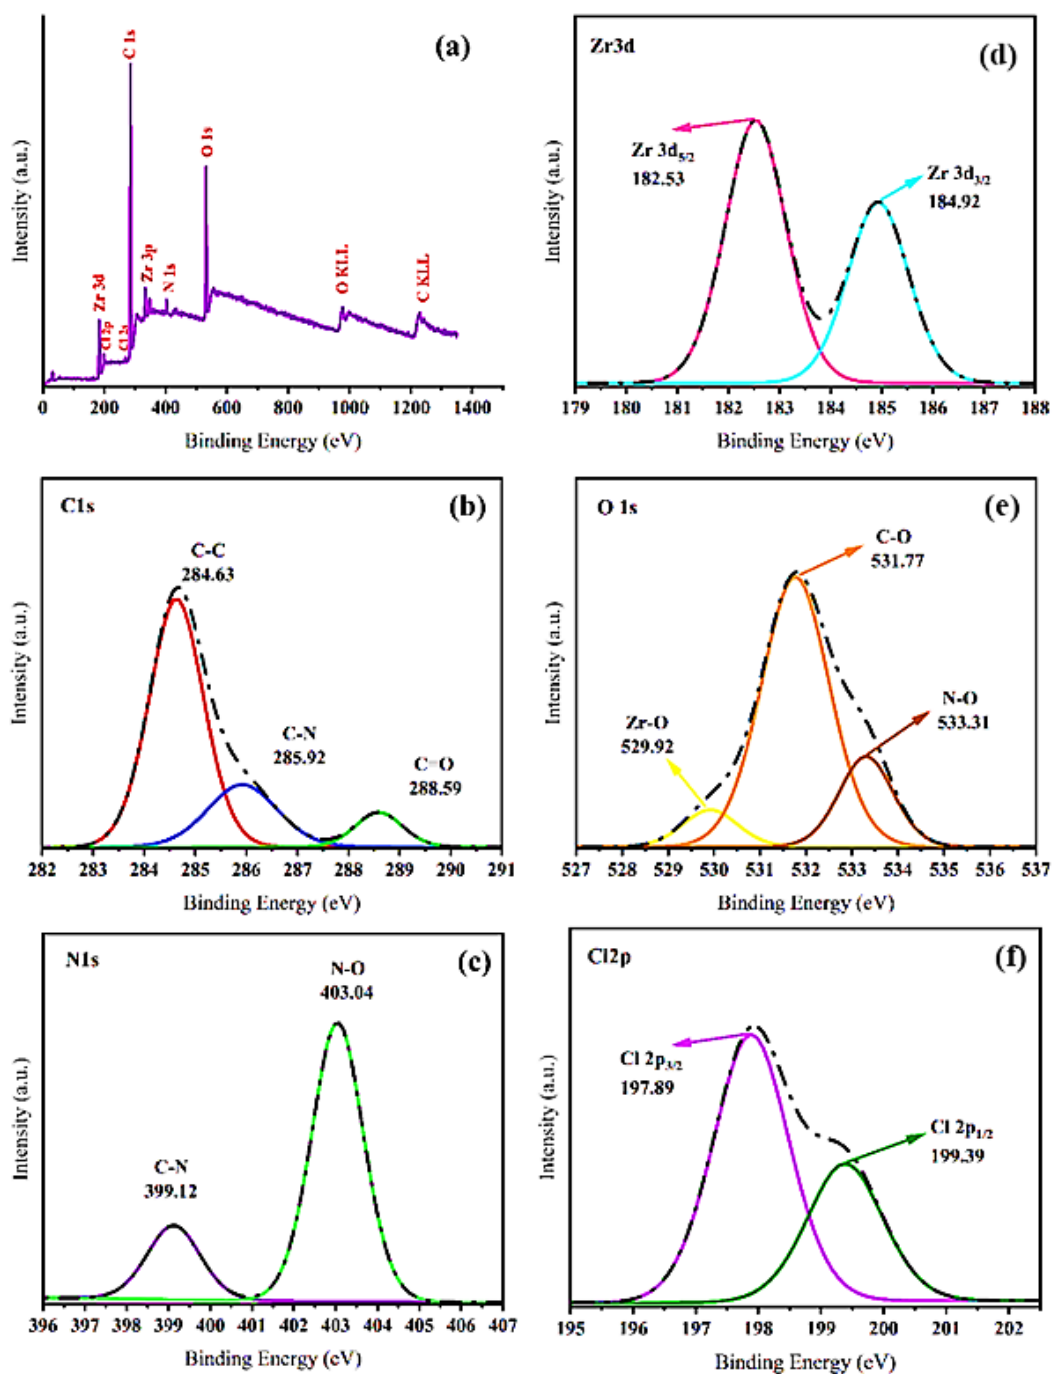 (a)
C 1s
O 1s
Zr 3d
Cl 2p
Cl 2s
Zr 3p
N 1s
O KLL
C KLL
Intensity (a.u.)
0 200 400 600 800 1000 1200 1400
Binding Energy (eV)
Zr3d
(d)
Zr 3d5/2
182.53
Zr 3d3/2
184.92
Intensity (a.u.)
179 180 181 182 183 184 185 186 187 188
Binding Energy (eV)
C1s
(b)
C-C
284.63
C-N
285.92
C=O
288.59
Intensity (a.u.)
282 283 284 285 286 287 288 289 290 291
Binding Energy (eV)
O 1s
(e)
C-O
531.77
Zr-O
529.92
N-O
533.31
Intensity (a.u.)
527 528 529 530 531 532 533 534 535 536 537
Binding Energy (eV)
N1s
(c)
N-O
403.04
C-N
399.12
Intensity (a.u.)
396 397 398 399 400 401 402 403 404 405 406 407
Binding Energy (eV)
Cl2p
(f)
Cl 2p3/2
197.89
Cl 2p1/2
199.39
Intensity (a.u.)
195 196 197 198 199 200 201 202
Binding Energy (eV)